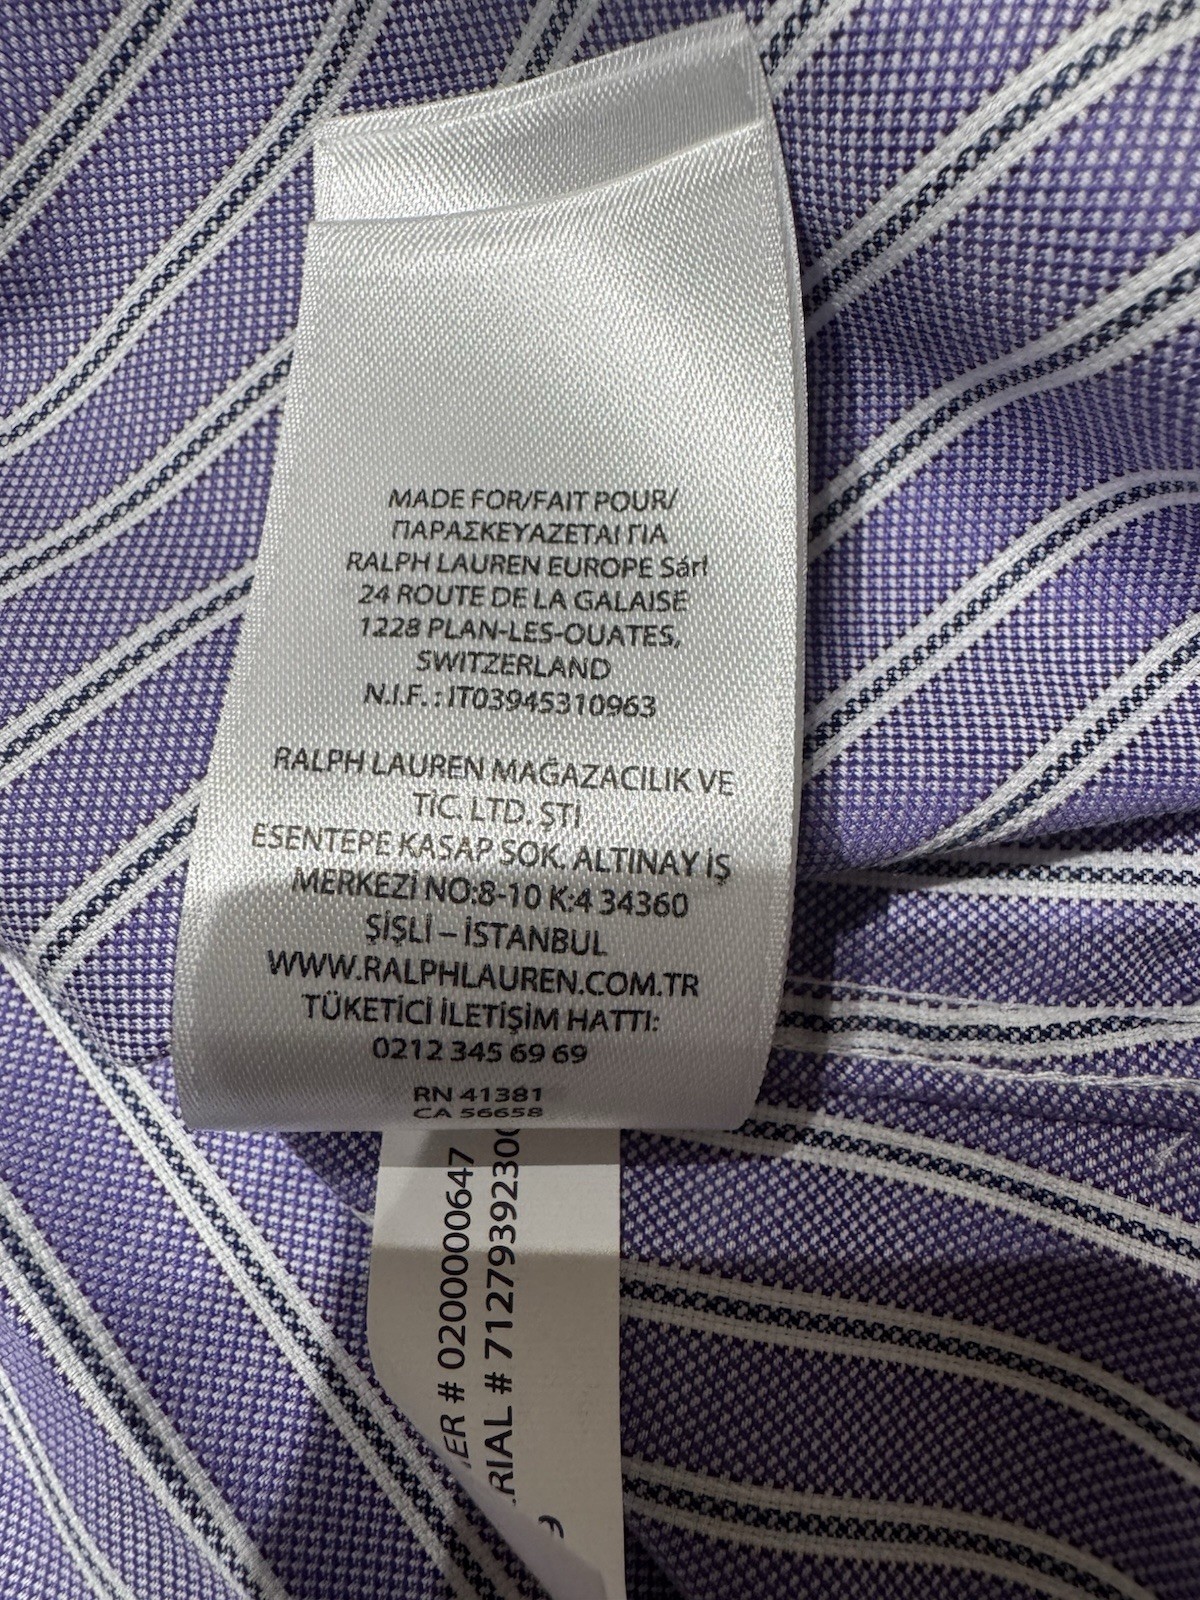 MADE FOR/FAIT POUR/
ΠΑΡΑΣΚΕΥΑΖΕΤΑΙ ΓΙΑ
RALPH LAUREN EUROPE Sárl
24 ROUTE DE LA GALAISE
1228 PLAN-LES-OUATES,
SWITZERLAND
N.I.F. : IT03945310963
RALPH LAUREN MAĞAZACILIK VE
TİC. LTD. ŞTİ
ESENTEPE KASAP SOK. ALTINAY İŞ
MERKEZİ NO:8-10 K:4 34360
ŞİŞLİ – İSTANBUL
WWW.RALPHLAUREN.COM.TR
TÜKETİCİ İLETİŞİM HATTI:
0212 345 69 69
RN 41381
CA 56658
ER # 0200000647
RIAL # 7127939230